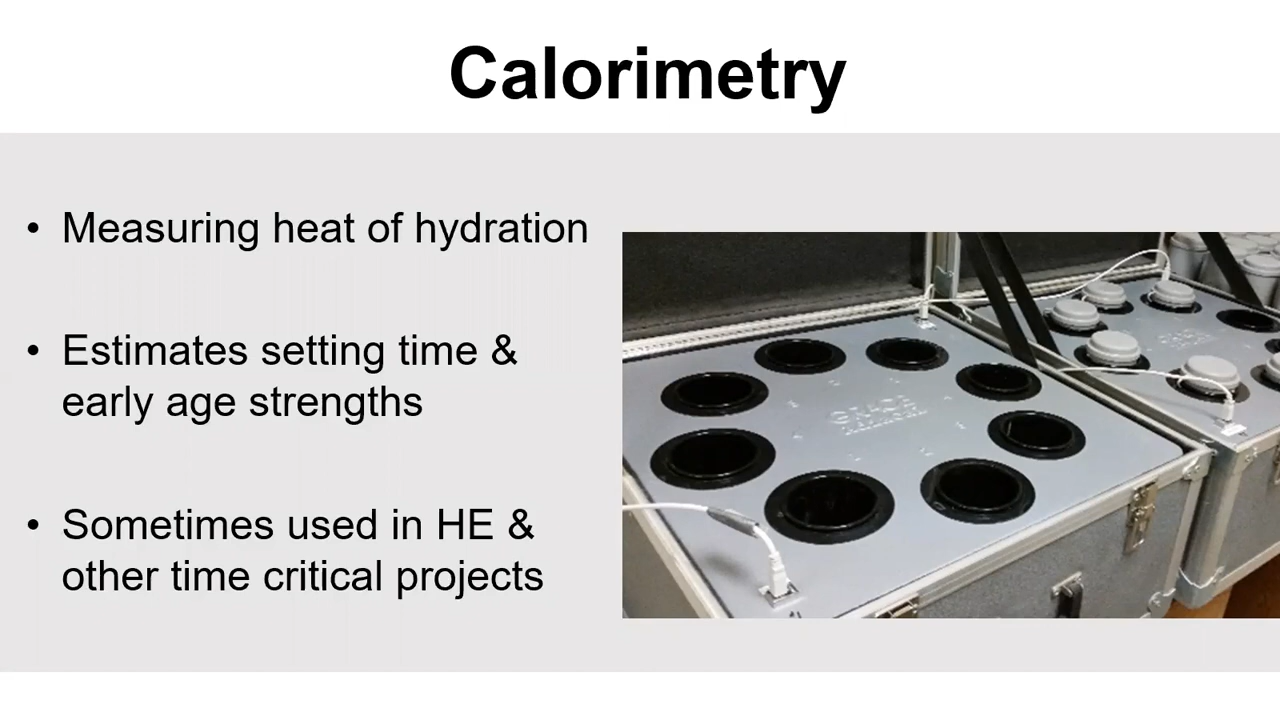 Calorimetry
• Measuring heat of hydration
• Estimates setting time &
early age strengths
• Sometimes used in HE &
other time critical projects
GRACE